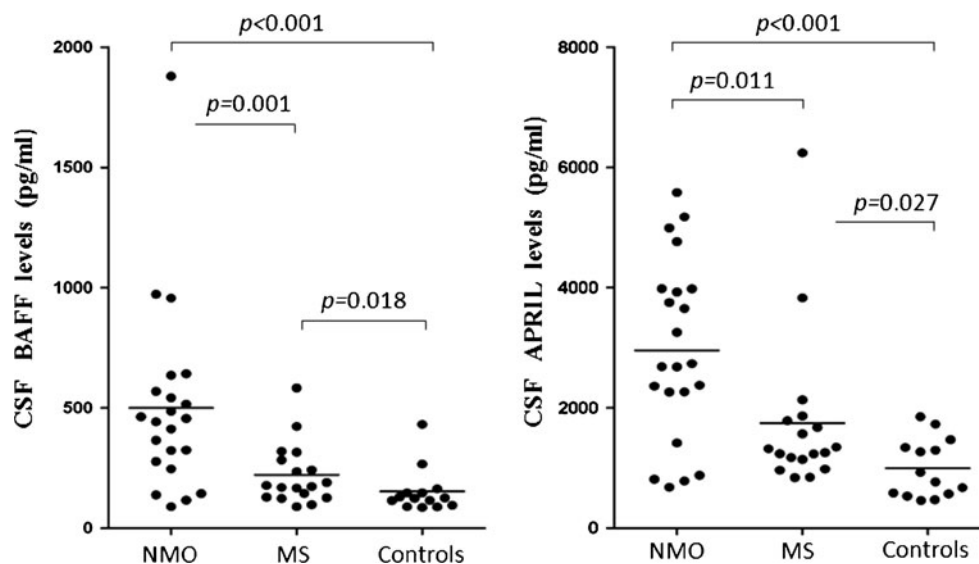 p<0.001
2000
p=0.001
1500
1000
p=0.018
500
0
CSF BAFF levels (pg/ml)
NMO MS Controls
p<0.001
8000
p=0.011
6000
p=0.027
4000
2000
0
CSF APRIL levels (pg/ml)
NMO MS Controls